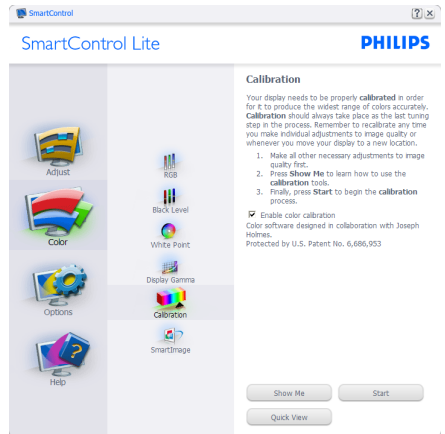 SmartControl
SmartControl Lite
PHILIPS
Adjust
Color
Options
Help
RGB
Black Level
White Point
Display Gamma
Calibration
SmartImage
Calibration
Your display needs to be properly calibrated in order
for it to produce the widest range of colors accurately.
Calibration should always take place as the last tuning
step in the process. Remember to recalibrate any time
you make individual adjustments to image quality or
whenever you move your display to a new location.
1. Make all other necessary adjustments to image
quality first.
2. Press Show Me to learn how to use the
calibration tools.
3. Finally, press Start to begin the calibration
process.
Enable color calibration
Color software designed in collaboration with Joseph
Holmes.
Protected by U.S. Patent No. 6,686,953
Show Me
Start
Quick View